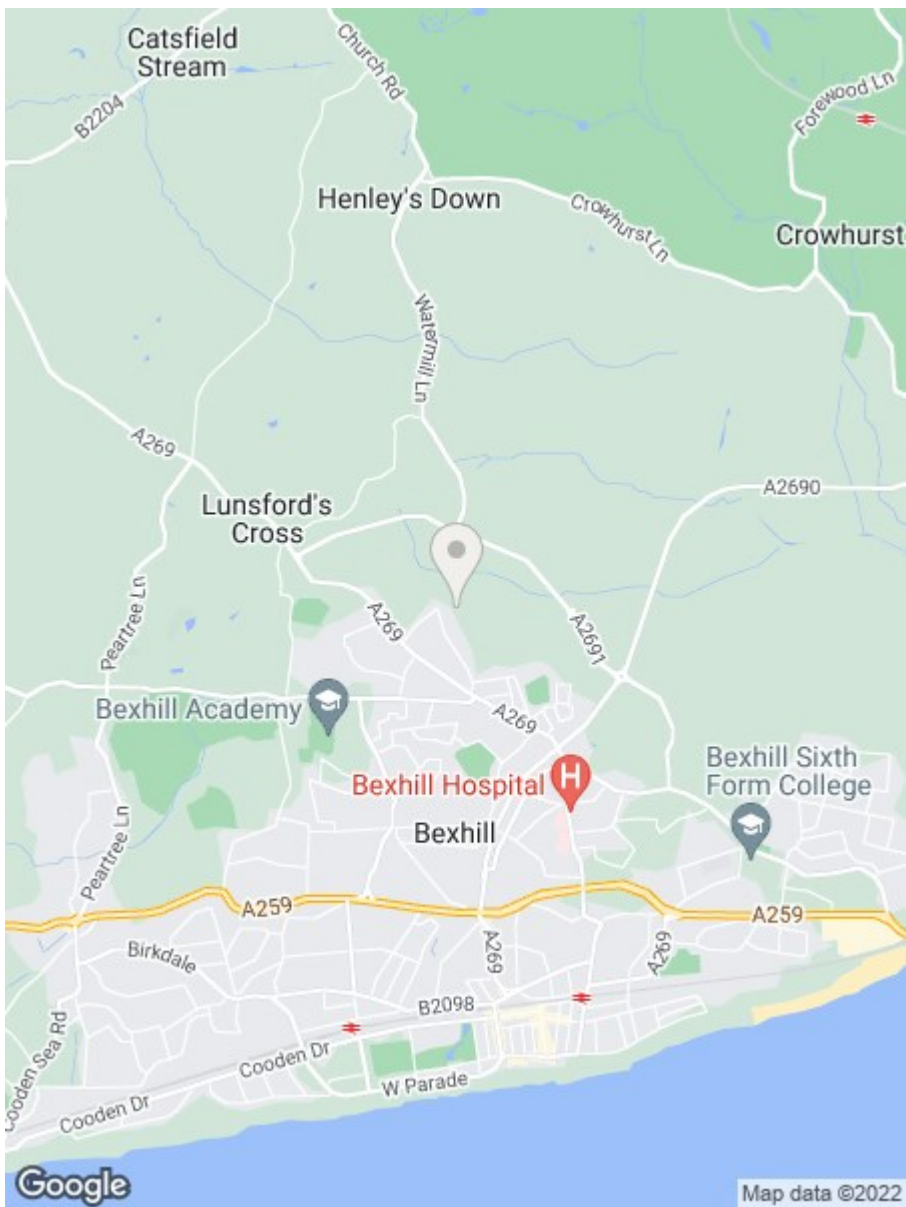 Catsfield
Stream
Church Rd
B2204
Forewood Ln
Henley's Down
Crowhurst Ln
Crowhurst
Watermill Ln
A269
A2690
Lunsford's
Cross
Peartree Ln
A269
A2691
Bexhill Academy
A269
Bexhill Sixth
Form College
Bexhill Hospital
H
Bexhill
Peartree Ln
A259
A259
Birkdale
A269
A269
B2098
Cooden Sea Rd
Cooden Dr
W Parade
Cooden Dr
Google
Map data ©2022